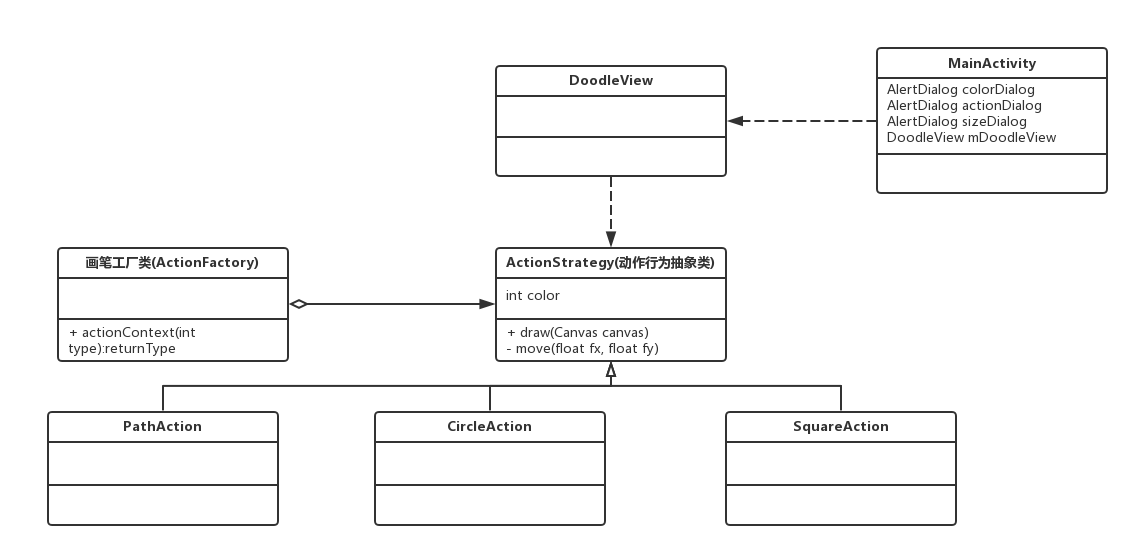 DoodleView
MainActivity
AlertDialog colorDialog
AlertDialog actionDialog
AlertDialog sizeDialog
DoodleView mDoodleView
画笔工厂类(ActionFactory)
+ actionContext(int
type):returnType
ActionStrategy(动作行为抽象类)
int color
+ draw(Canvas canvas)
- move(float fx, float fy)
PathAction
CircleAction
SquareAction